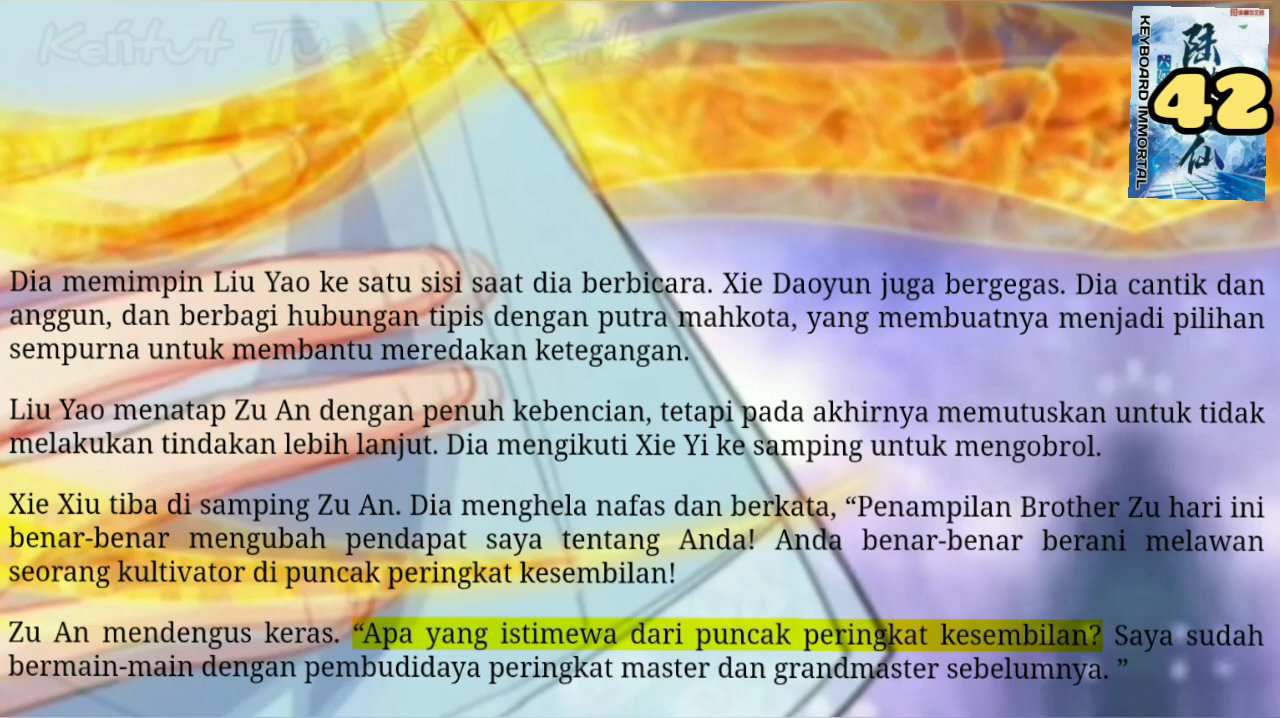 Kentut Tua Sarkastik
KEYBOARD IMMORTAL
42
Dia memimpin Liu Yao ke satu sisi saat dia berbicara. Xie Daoyun juga bergegas. Dia cantik dan
anggun, dan berbagi hubungan tipis dengan putra mahkota, yang membuatnya menjadi pilihan
sempurna untuk membantu meredakan ketegangan.
Liu Yao menatap Zu An dengan penuh kebencian, tetapi pada akhirnya memutuskan untuk tidak
melakukan tindakan lebih lanjut. Dia mengikuti Xie Yi ke samping untuk mengobrol.
Xie Xiu tiba di samping Zu An. Dia menghela nafas dan berkata, “Penampilan Brother Zu hari ini
benar-benar mengubah pendapat saya tentang Anda! Anda benar-benar berani melawan
seorang kultivator di puncak peringkat kesembilan!
Zu An mendengus keras. “Apa yang istimewa dari puncak peringkat kesembilan? Saya sudah
bermain-main dengan pembudidaya peringkat master dan grandmaster sebelumnya. ”